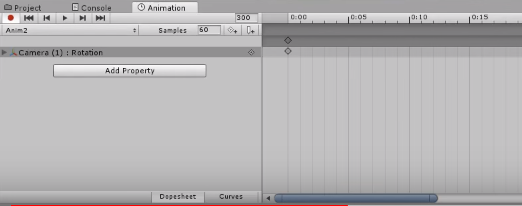 Project Console Animation
300 0:00 0:05 0:10 0:15
Anim2 Samples 60
Camera (1) : Rotation
Add Property
Dopesheet Curves